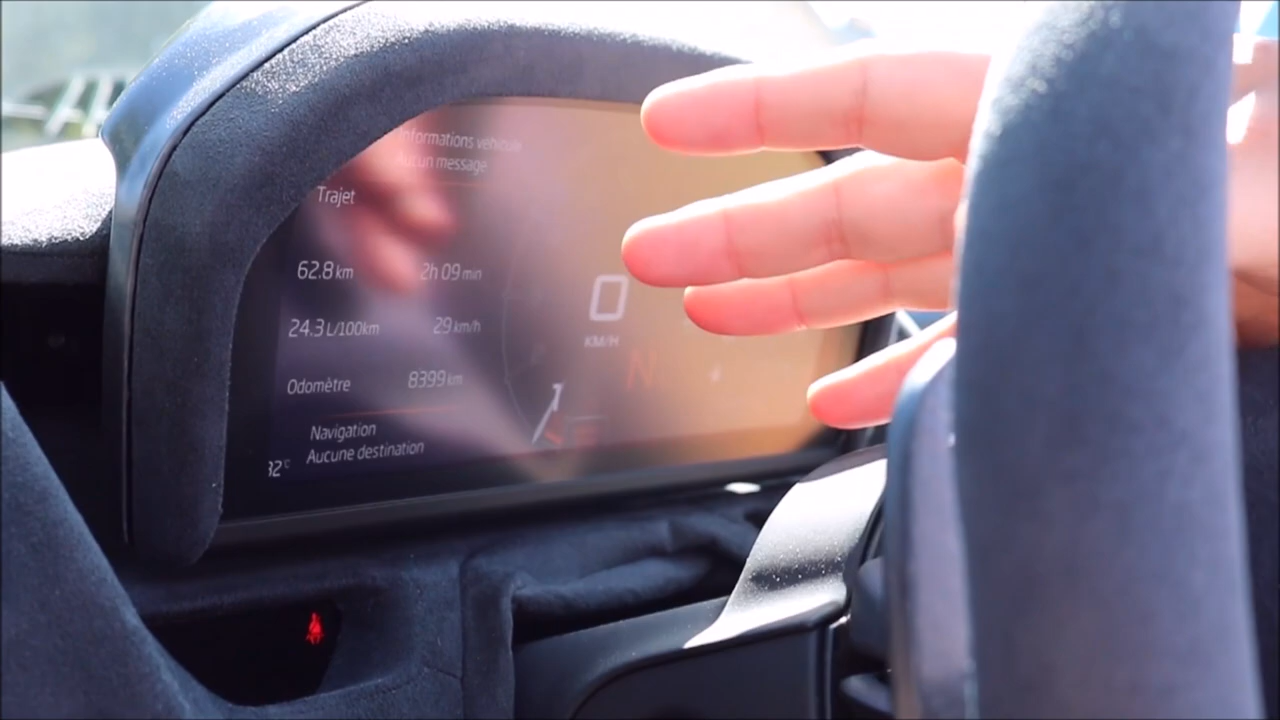 Informations véhicule
Aucun message
Trajet
62.8 km 2h 09 min
24.3 L/100km 29 km/h
Odomètre 8399 km
Navigation
Aucune destination
32°C
0
KM/H
N